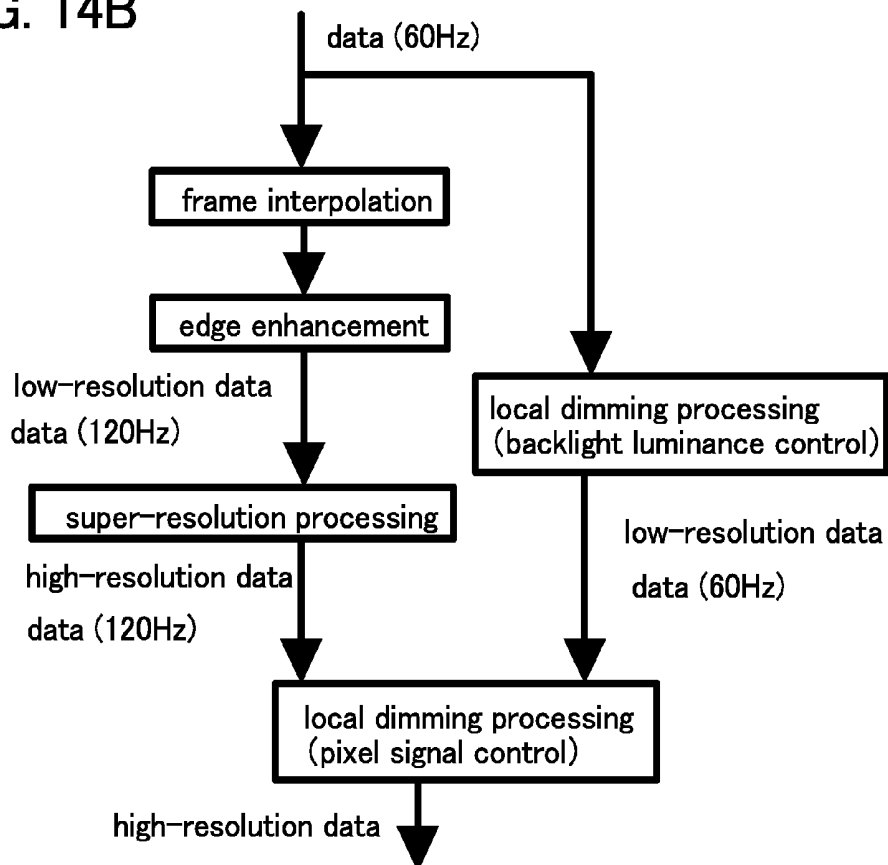 G. 14B
data (60Hz)
frame interpolation
edge enhancement
low-resolution data
data (120Hz)
local dimming processing
(backlight luminance control)
super-resolution processing
low-resolution data
data (60Hz)
high-resolution data
data (120Hz)
local dimming processing
(pixel signal control)
high-resolution data